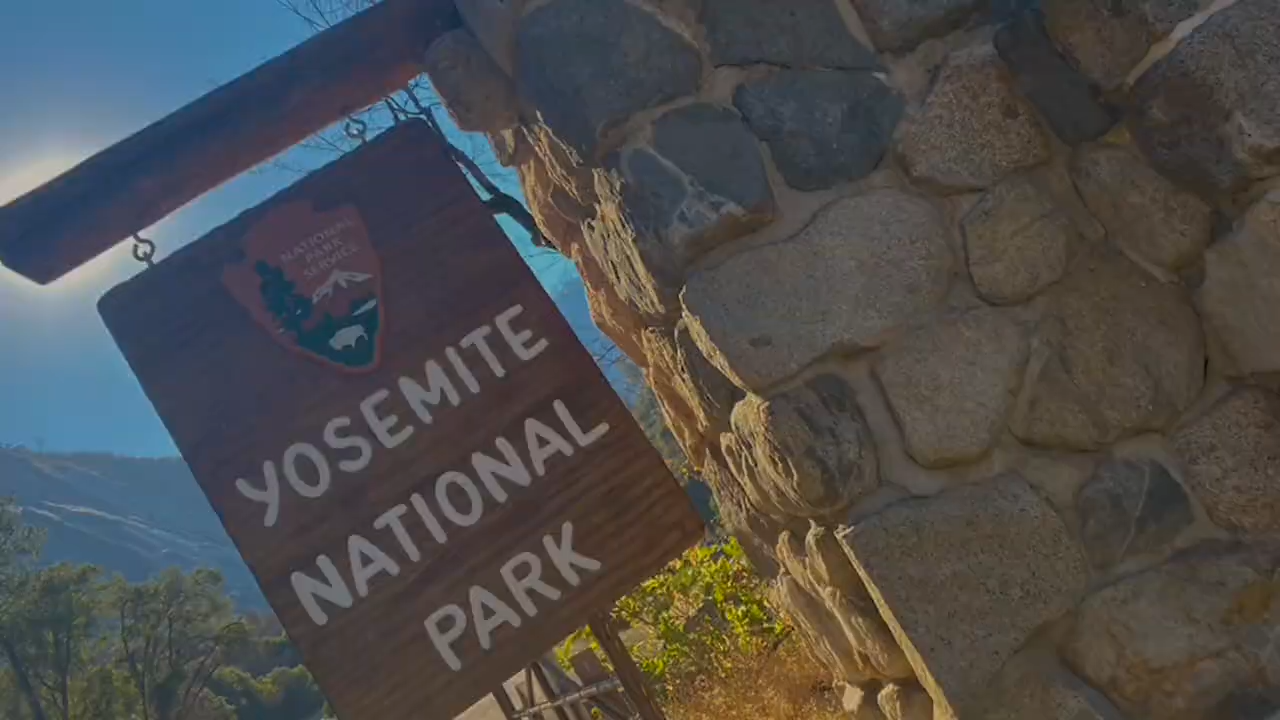 NATIONAL
PARK
SERVICE
YOSEMITE
NATIONAL
PARK